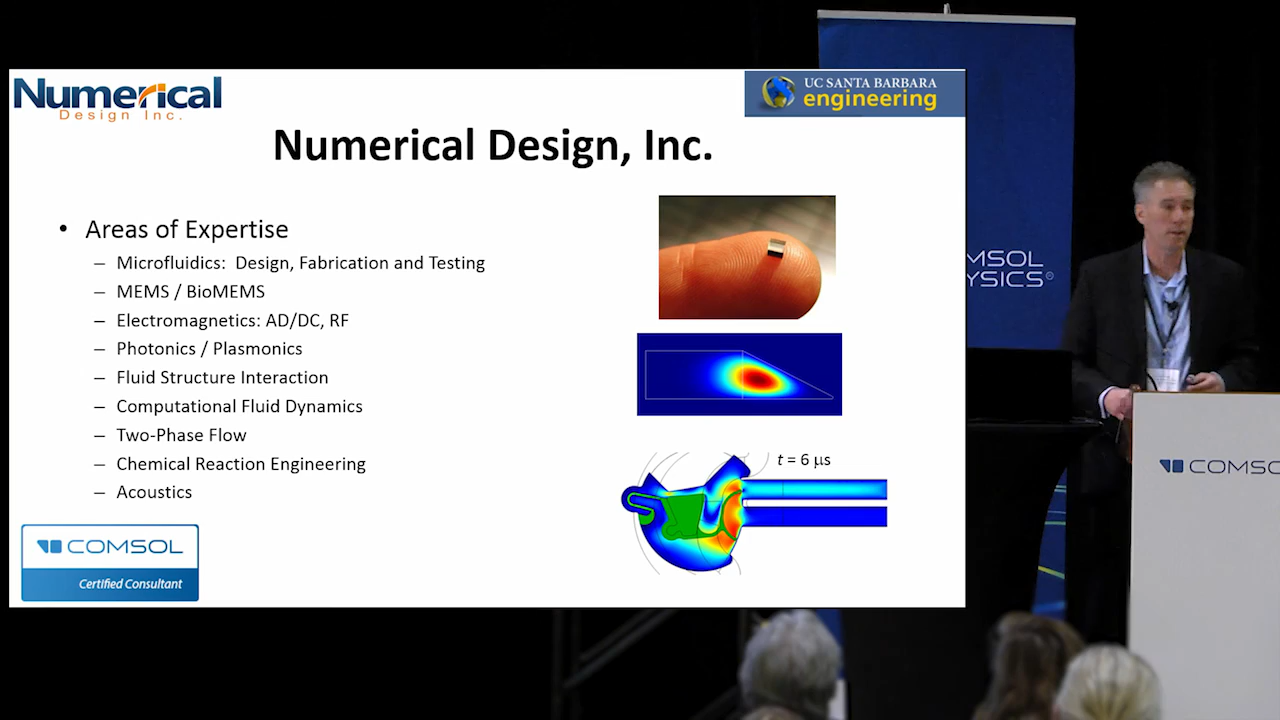 Numerical
Design Inc.
UC SANTA BARBARA
engineering
Numerical Design, Inc.
• Areas of Expertise
– Microfluidics: Design, Fabrication and Testing
– MEMS / BioMEMS
– Electromagnetics: AD/DC, RF
– Photonics / Plasmonics
– Fluid Structure Interaction
– Computational Fluid Dynamics
– Two-Phase Flow
– Chemical Reaction Engineering
– Acoustics
t = 6 μs
COMSOL
Certified Consultant
MSOL
YSICS®
COMSO